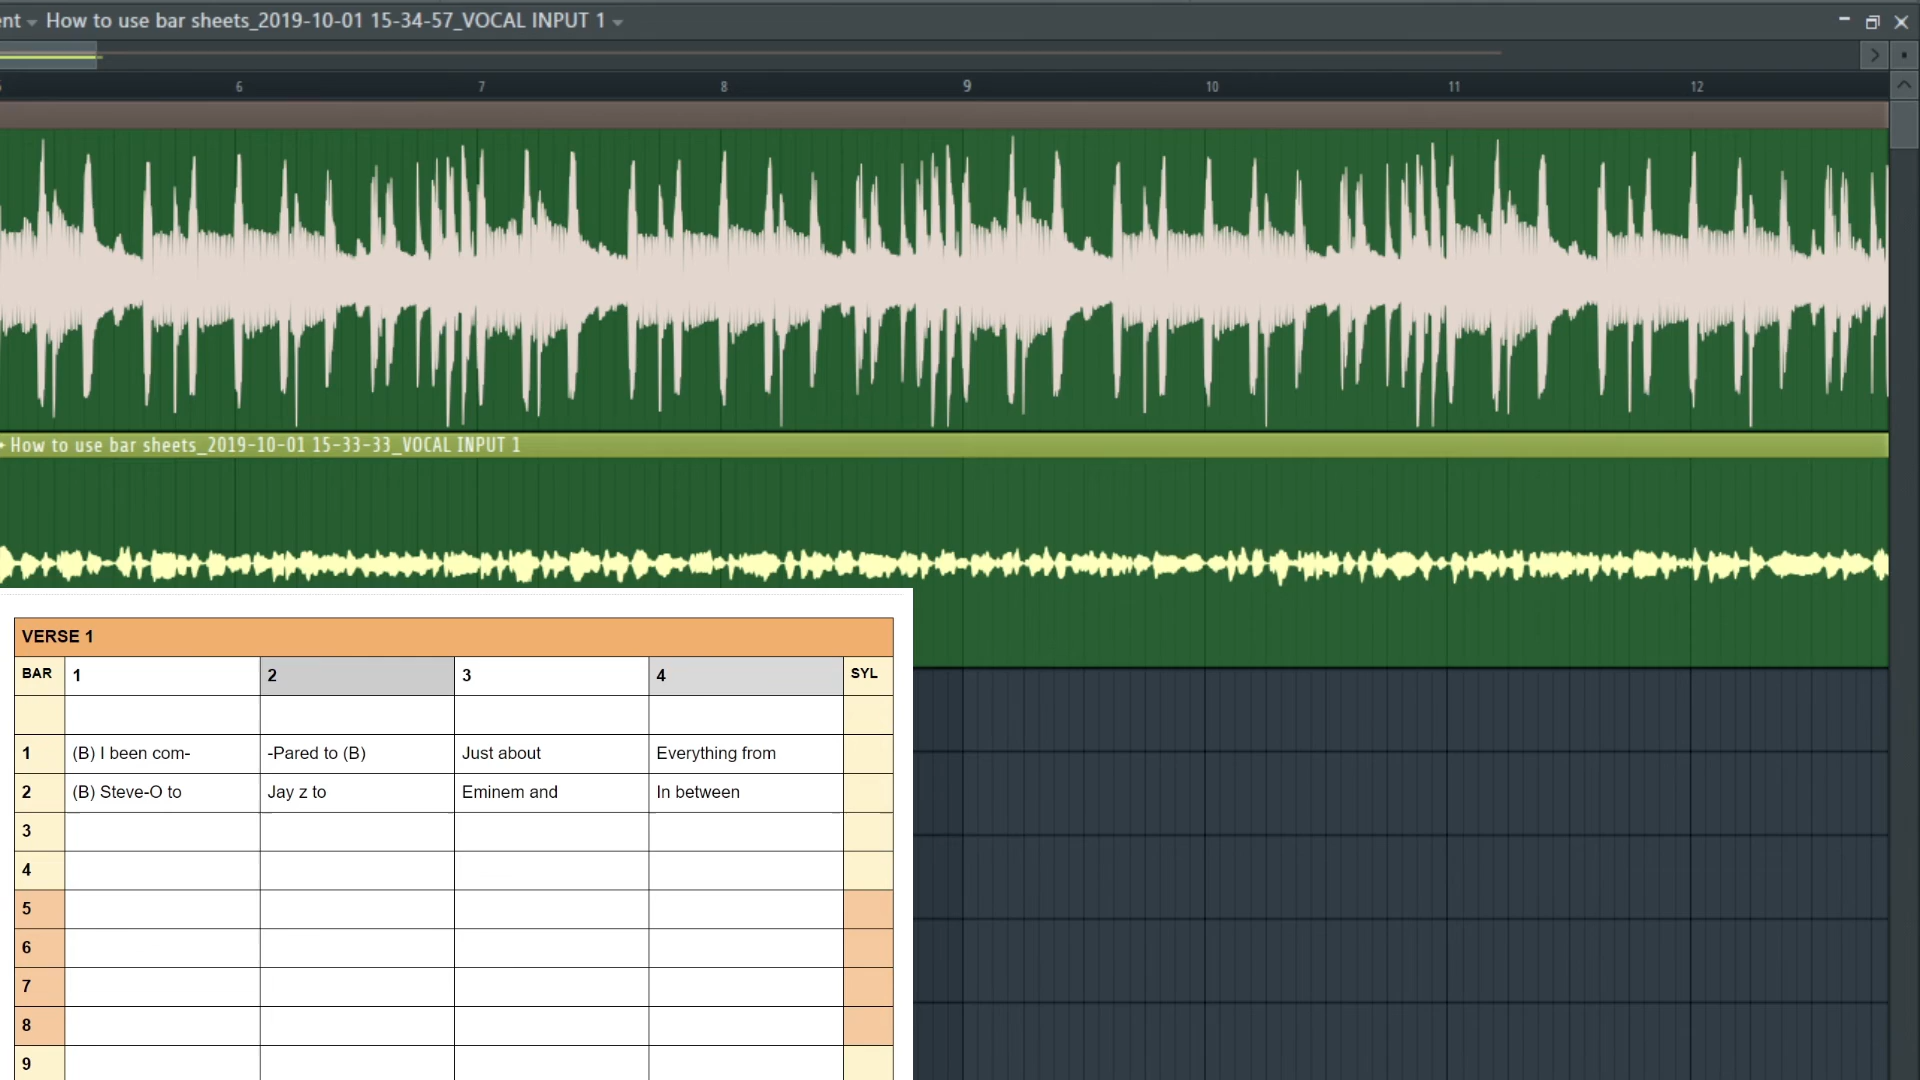 ent How to use bar sheets_2019-10-01 15-34-57_VOCAL INPUT 1
6 7 8 9 10 11 12
How to use bar sheets_2019-10-01 15-33-33_VOCAL INPUT 1
VERSE 1
BAR 1 2 3 4 SYL
1 (B) I been com- -Pared to (B) Just about Everything from
2 (B) Steve-O to Jay z to Eminem and In between
3
4
5
6
7
8
9